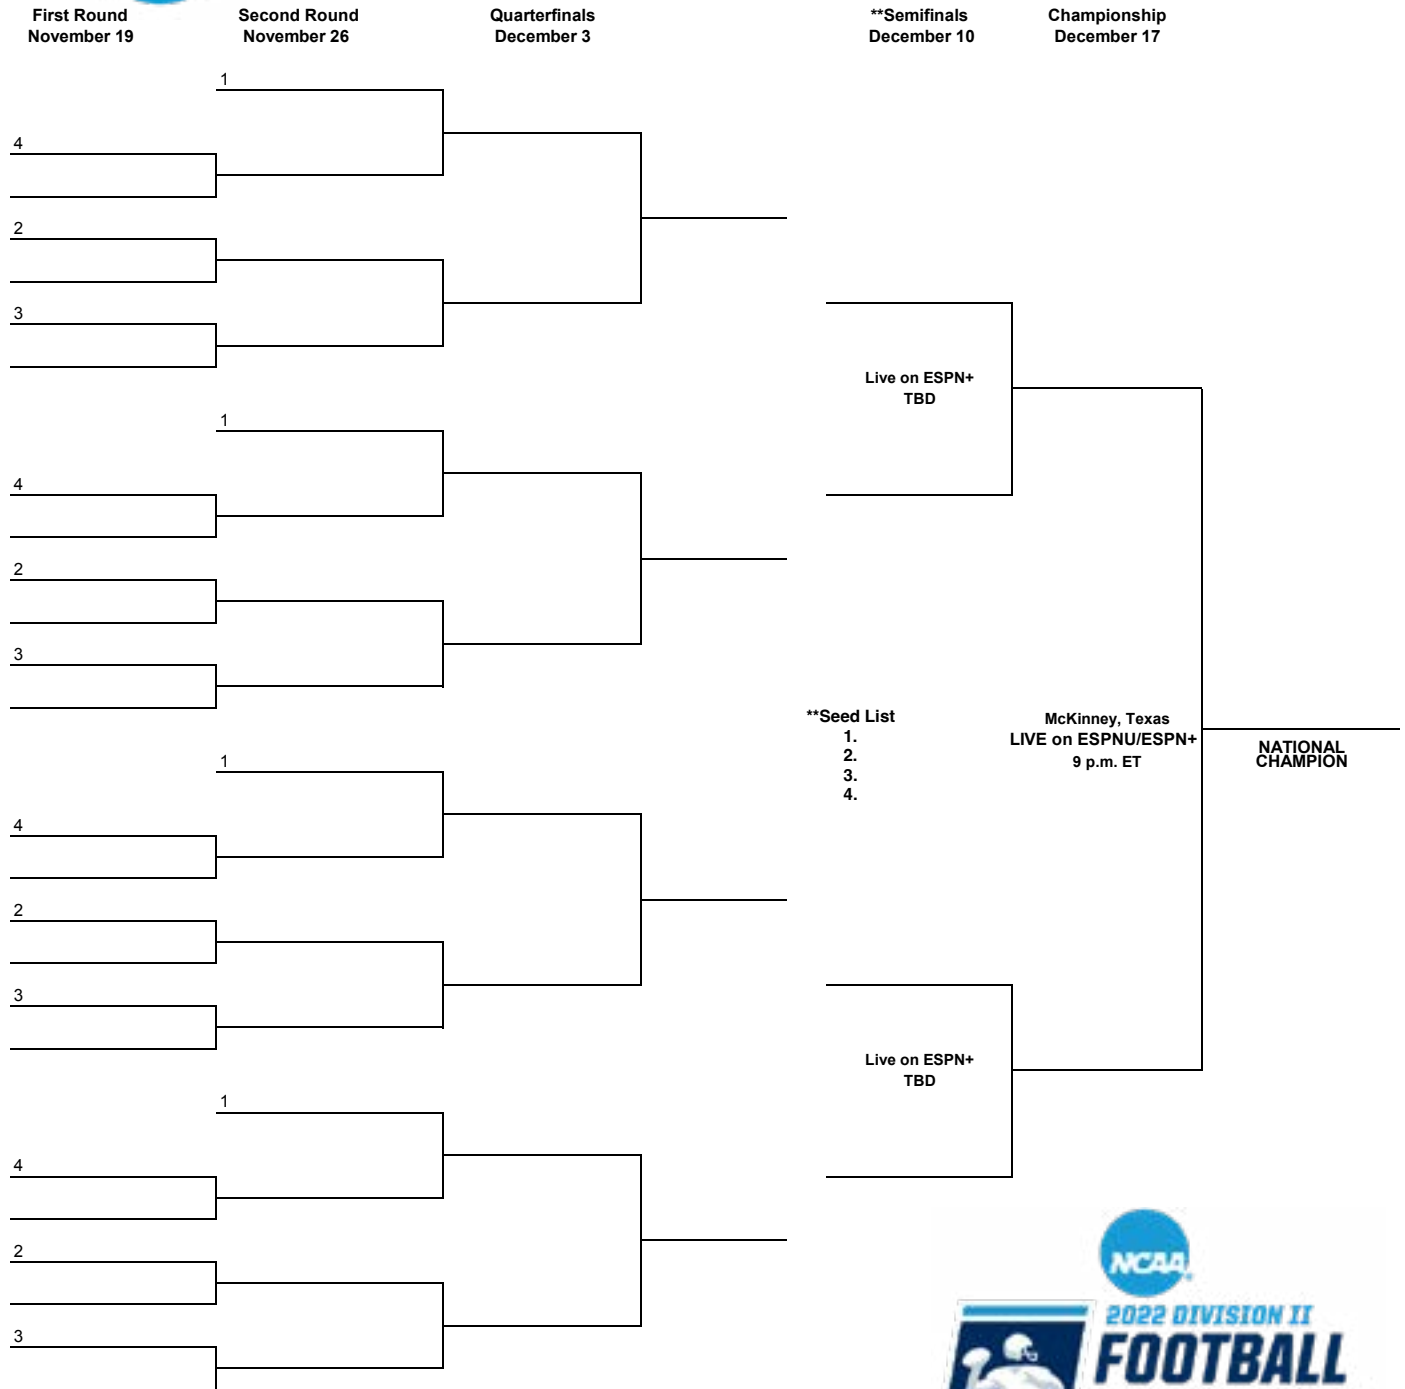 First Round
November 19
Second Round
November 26
Quarterfinals
December 3
**Semifinals
December 10
Championship
December 17
1
4
2
3
Live on ESPN+
TBD
1
4
2
3
**Seed List
1.
2.
3.
4.
McKinney, Texas
LIVE on ESPNU/ESPN+
9 p.m. ET
NATIONAL
CHAMPION
1
4
2
3
Live on ESPN+
TBD
1
4
2
3
NCAA
2022 DIVISION II
FOOTBALL